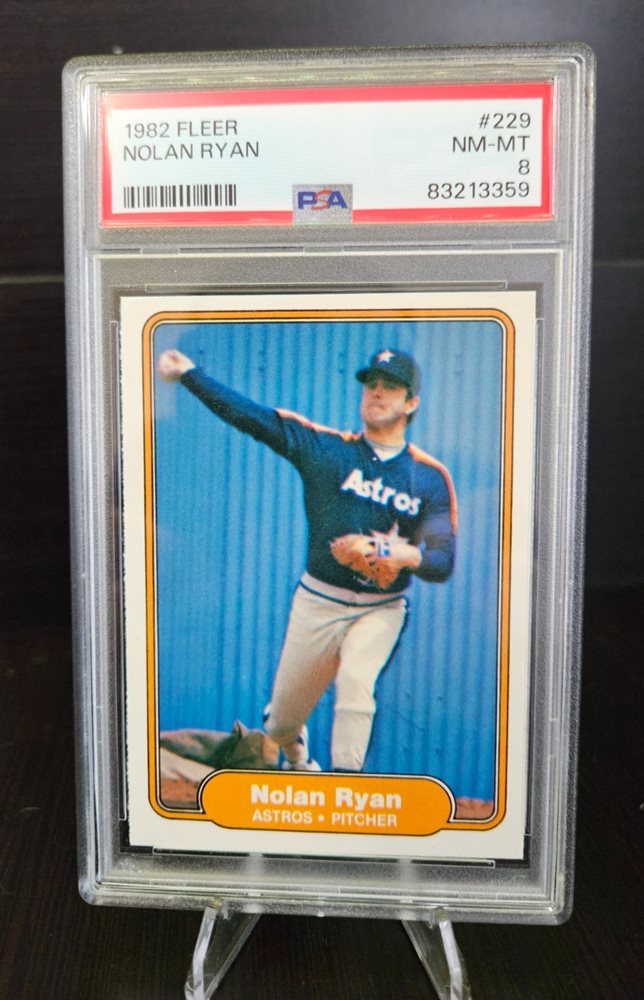 1982 FLEER
NOLAN RYAN
#229
NM-MT
8
83213359
PSA
Astros
Nolan Ryan
ASTROS • PITCHER